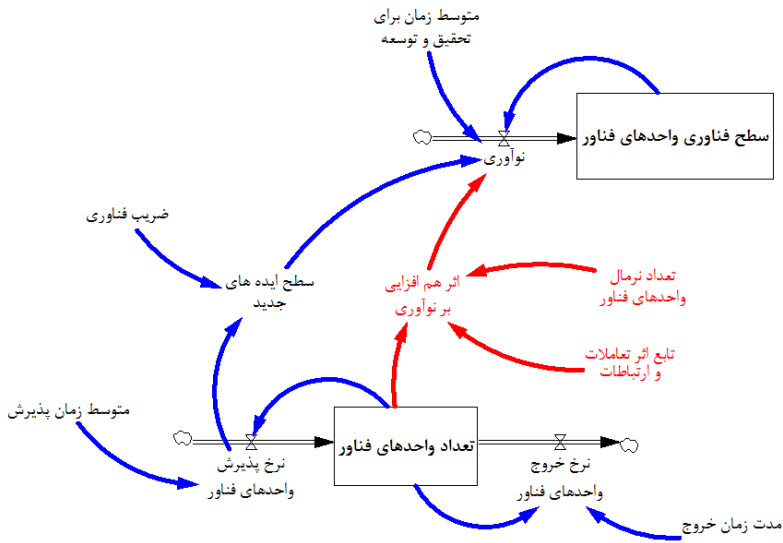 متوسط زمان برای
تحقیق و توسعه
سطح فناوری واحدهای فناور
نوآوری
ضریب فناوری
سطح ایده های
جدید
اثر هم افزایی
بر نوآوری
تعداد نرمال
واحدهای فناور
تابع اثر تعاملات
و ارتباطات
متوسط زمان پذیرش
نرخ پذیرش
واحدهای فناور
تعداد واحدهای فناور
نرخ خروج
واحدهای فناور
مدت زمان خروج